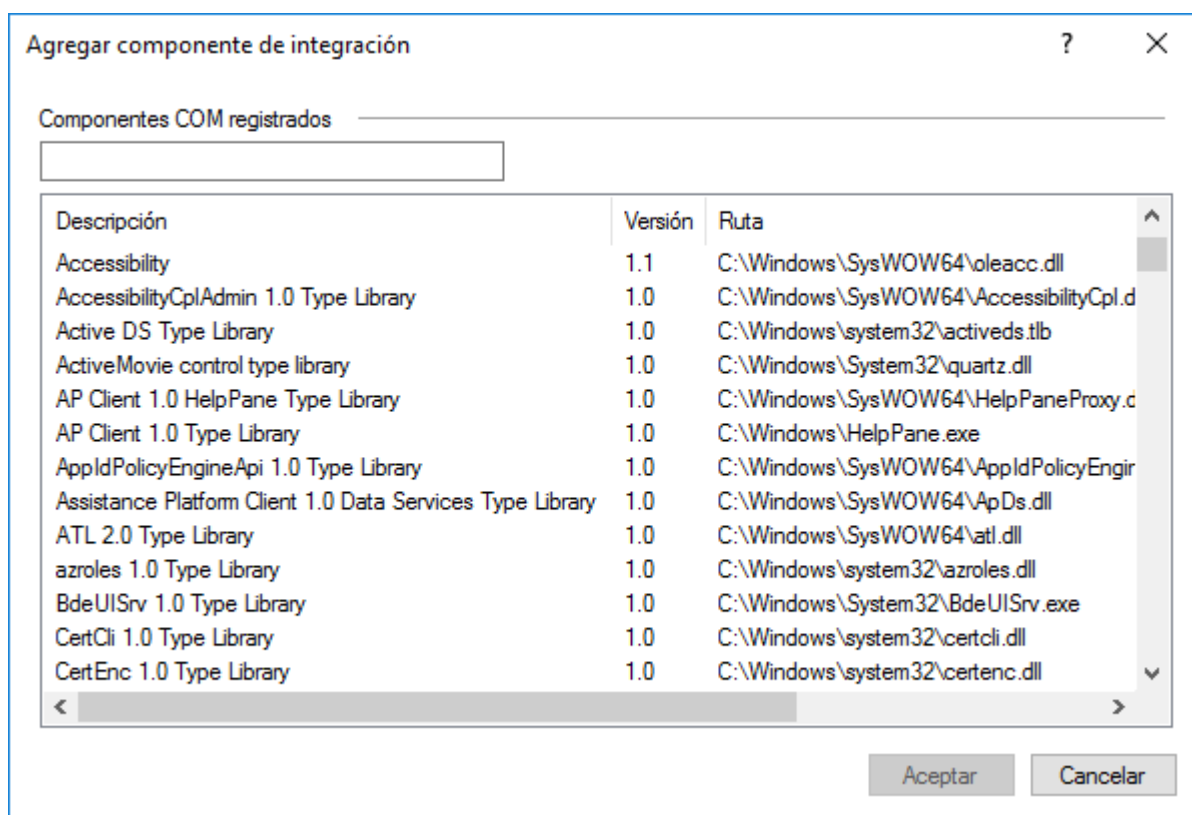 Agregar componente de integración ? ×
Componentes COM registrados
Descripción Versión Ruta
Accessibility 1.1 C:\Windows\SysWOW64\oleacc.dll
AccessibilityCplAdmin 1.0 Type Library 1.0 C:\Windows\SysWOW64\AccessibilityCpl.d
Active DS Type Library 1.0 C:\Windows\system32\activeds.tlb
ActiveMovie control type library 1.0 C:\Windows\System32\quartz.dll
AP Client 1.0 HelpPane Type Library 1.0 C:\Windows\SysWOW64\HelpPaneProxy.d
AP Client 1.0 Type Library 1.0 C:\Windows\HelpPane.exe
AppIdPolicyEngineApi 1.0 Type Library 1.0 C:\Windows\SysWOW64\AppIdPolicyEngir
Assistance Platform Client 1.0 Data Services Type Library 1.0 C:\Windows\SysWOW64\ApDs.dll
ATL 2.0 Type Library 1.0 C:\Windows\SysWOW64\atl.dll
azroles 1.0 Type Library 1.0 C:\Windows\system32\azroles.dll
BdeUISrv 1.0 Type Library 1.0 C:\Windows\System32\BdeUISrv.exe
CertCli 1.0 Type Library 1.0 C:\Windows\system32\certcli.dll
CertEnc 1.0 Type Library 1.0 C:\Windows\system32\certenc.dll
Aceptar Cancelar